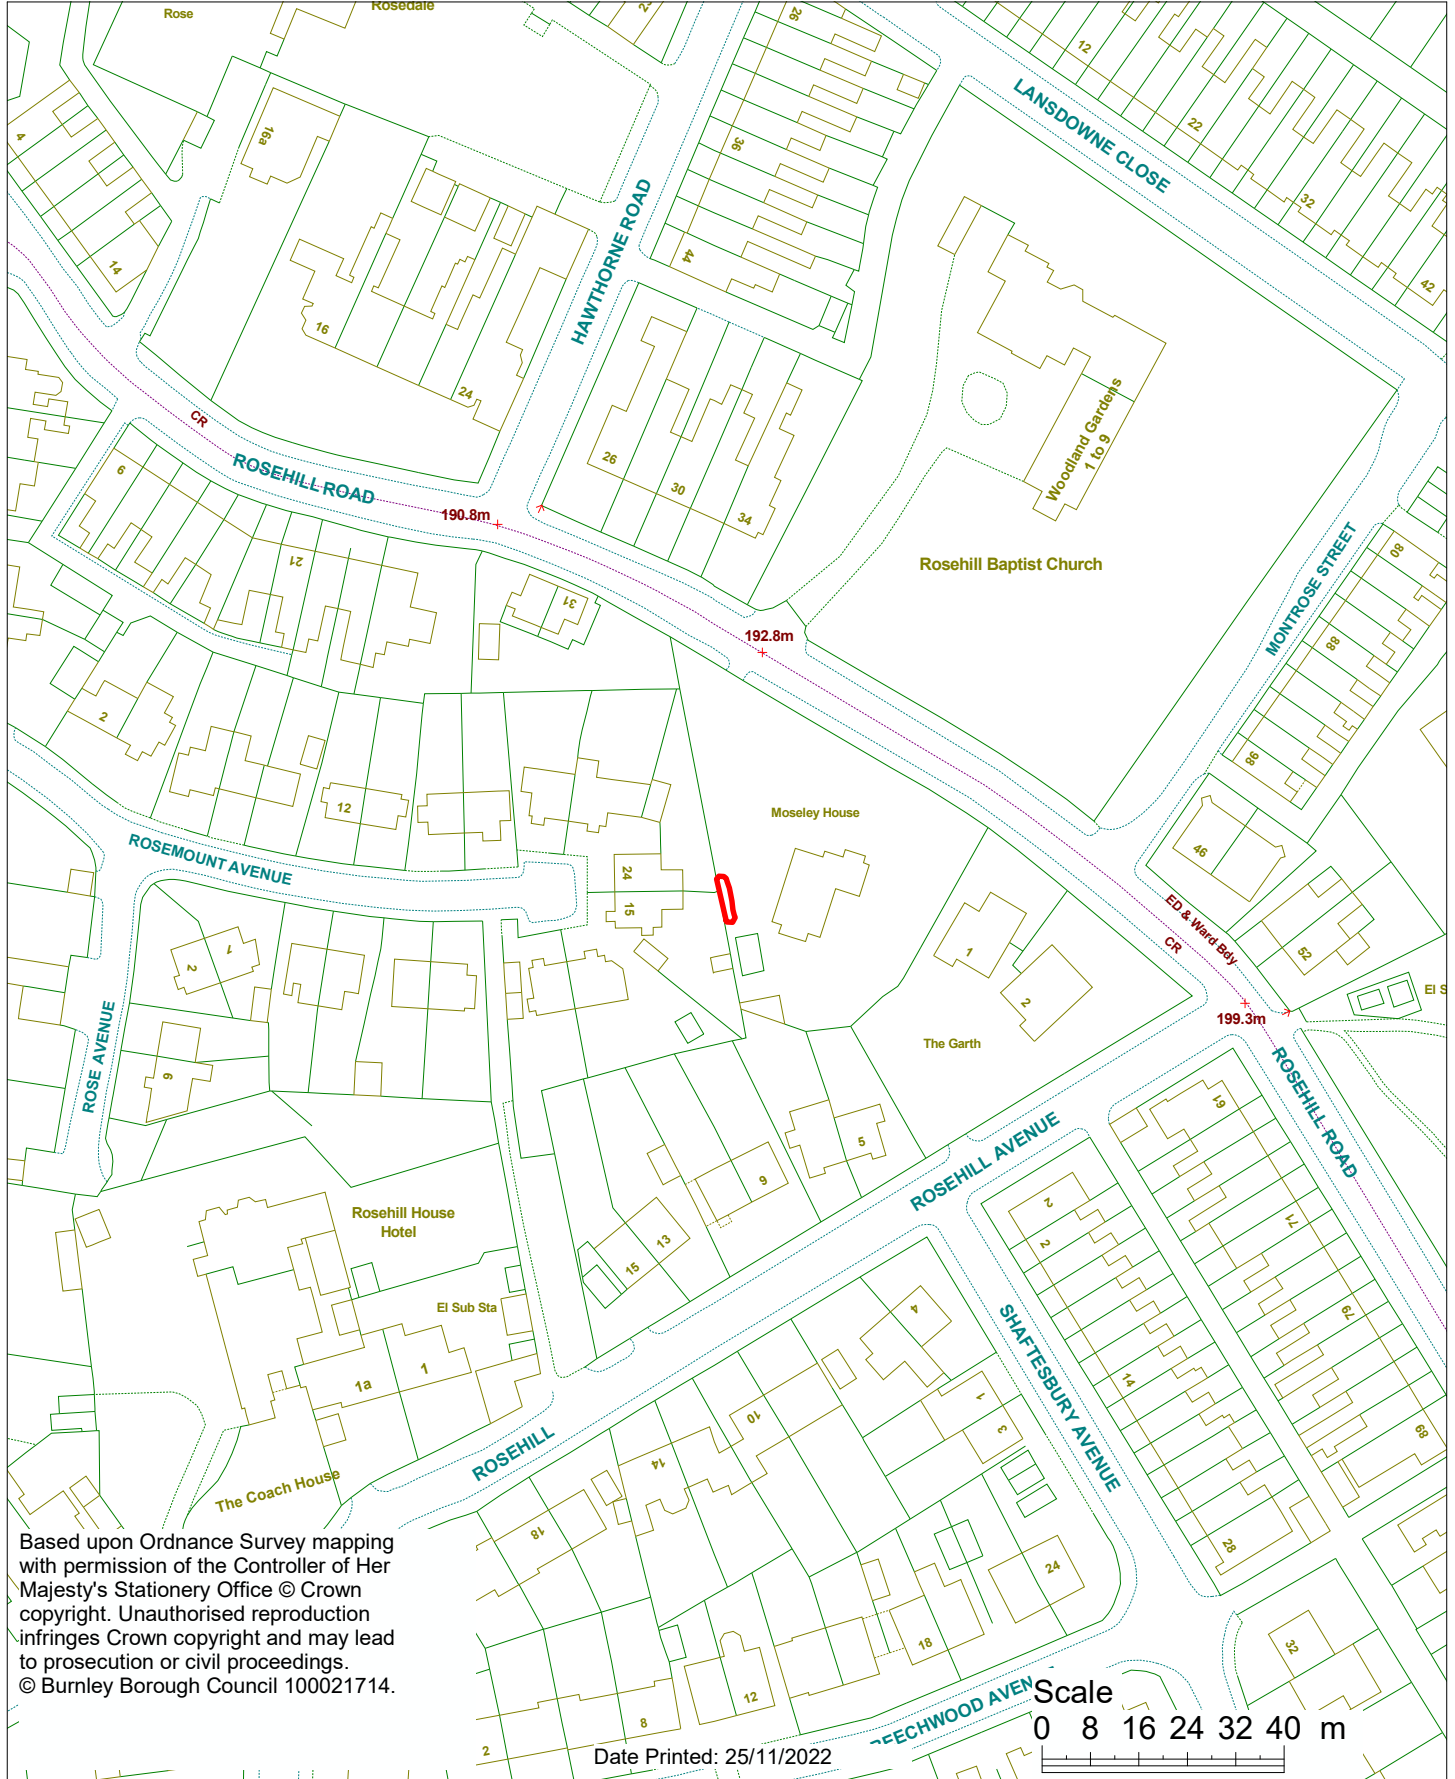 Rose
Rosedale
26
12
LANSDOWNE CLOSE
22
32
42
4
16a
36
HAWTHORNE ROAD
44
14
16
24
CR
ROSEHILL ROAD
6
21
190.8m
26
30
34
Woodland Gardens
1 to 9
Rosehill Baptist Church
MONTROSE STREET
80
88
98
31
192.8m
2
12
Moseley House
46
ROSEMOUNT AVENUE
24
15
ED & Ward Bdy
CR
52
El S
1
2
1
2
199.3m
The Garth
ROSE AVENUE
6
ROSEHILL ROAD
61
5
9
ROSEHILL AVENUE
Rosehill House
Hotel
13
15
2
2
71
79
89
El Sub Sta
1
1a
4
SHAFTESBURY AVENUE
14
1
3
10
14
ROSEHILL
The Coach House
18
28
24
18
32
12
8
2
BEECHWOOD AVEN
Based upon Ordnance Survey mapping
with permission of the Controller of Her
Majesty's Stationery Office © Crown
copyright. Unauthorised reproduction
infringes Crown copyright and may lead
to prosecution or civil proceedings.
© Burnley Borough Council 100021714.
Date Printed: 25/11/2022
Scale
0 8 16 24 32 40 m